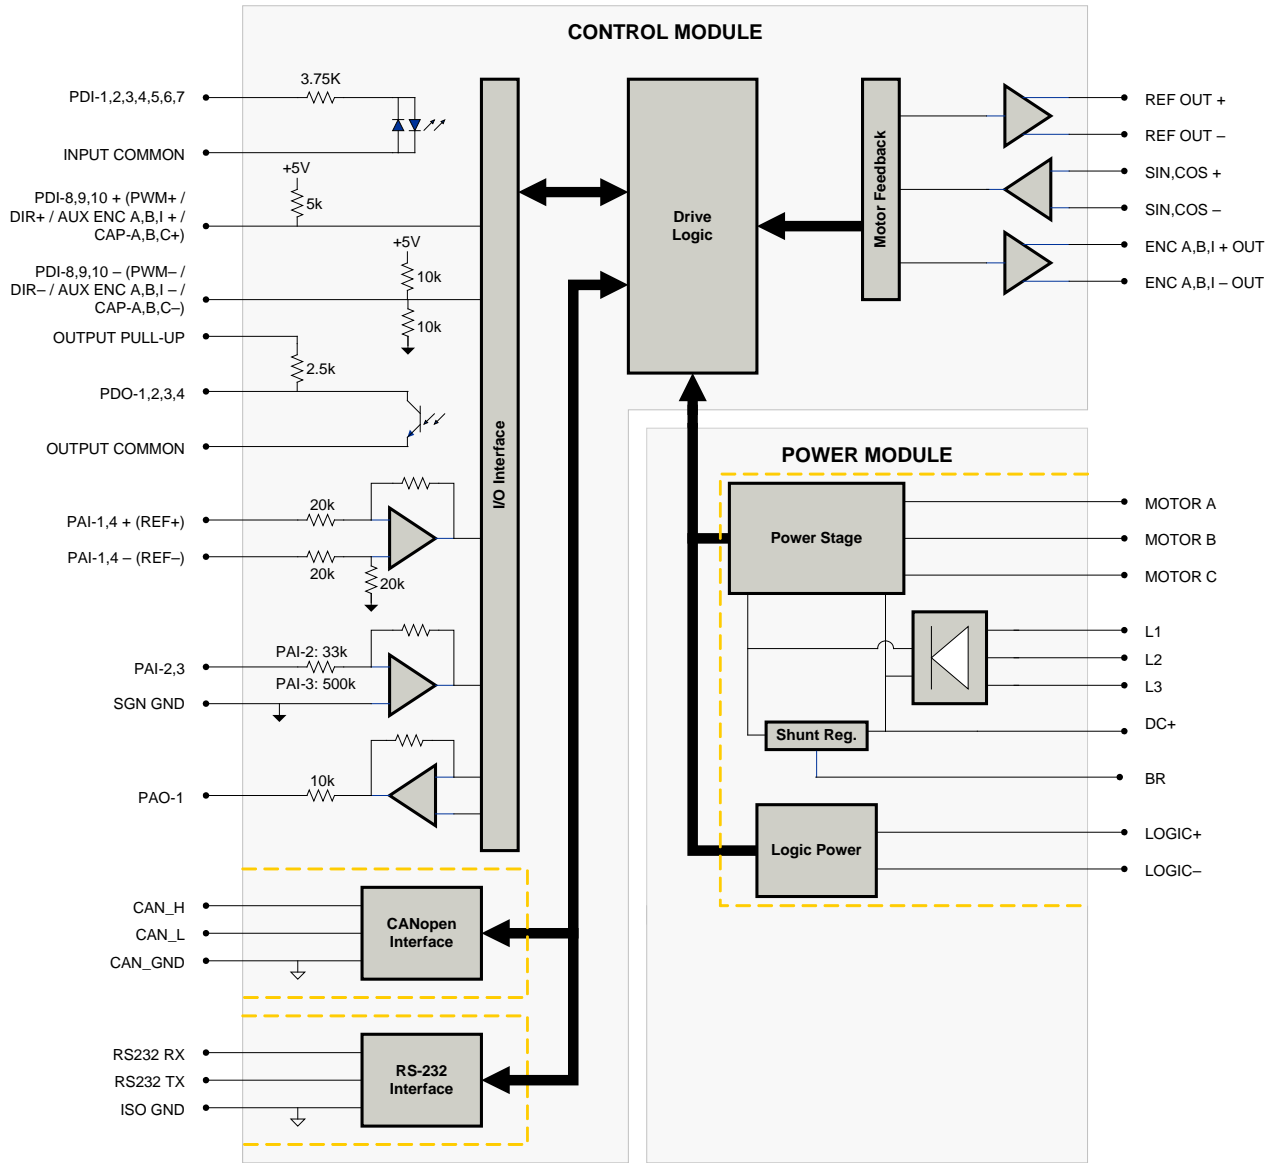 CONTROL MODULE
PDI-1,2,3,4,5,6,7
3.75K
INPUT COMMON
+5V
5k
PDI-8,9,10 + (PWM+ /
DIR+ / AUX ENC A,B,I + /
CAP-A,B,C+)
+5V
10k
10k
PDI-8,9,10 – (PWM– /
DIR– / AUX ENC A,B,I – /
CAP-A,B,C–)
OUTPUT PULL-UP
2.5k
PDO-1,2,3,4
OUTPUT COMMON
PAI-1,4 + (REF+)
20k
PAI-1,4 – (REF–)
20k
20k
PAI-2,3
PAI-2: 33k
PAI-3: 500k
SGN GND
PAO-1
10k
I/O Interface
Drive
Logic
Motor Feedback
REF OUT +
REF OUT –
SIN,COS +
SIN,COS –
ENC A,B,I + OUT
ENC A,B,I – OUT
CAN_H
CAN_L
CAN_GND
CANopen
Interface
RS232 RX
RS232 TX
ISO GND
RS-232
Interface
POWER MODULE
Power Stage
MOTOR A
MOTOR B
MOTOR C
L1
L2
L3
DC+
Shunt Reg.
BR
Logic Power
LOGIC+
LOGIC–